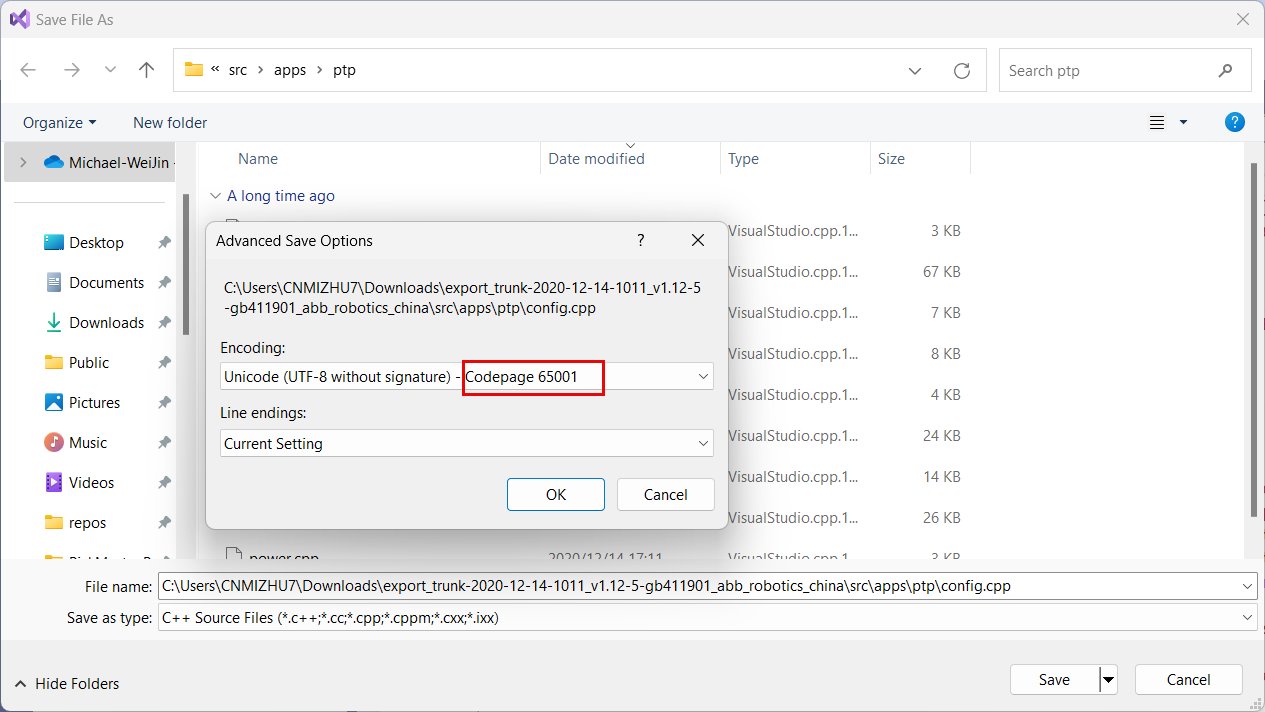 Save File As
« src › apps › ptp
Search ptp
Organize
New folder
?
Michael-WeiJin -
Name
Date modified
Type
Size
A long time ago
Desktop
Documents
Downloads
Public
Pictures
Music
Videos
repos
VisualStudio.cpp.1... 3 KB
VisualStudio.cpp.1... 67 KB
VisualStudio.cpp.1... 7 KB
VisualStudio.cpp.1... 8 KB
VisualStudio.cpp.1... 4 KB
VisualStudio.cpp.1... 24 KB
VisualStudio.cpp.1... 14 KB
VisualStudio.cpp.1... 26 KB
power.cpp 2020/12/14 17:11 VisualStudio.cpp.1... 3 KB
Advanced Save Options
?
C:\Users\CNMIZHU7\Downloads\export_trunk-2020-12-14-1011_v1.12-5
-gb411901_abb_robotics_china\src\apps\ptp\config.cpp
Encoding:
Unicode (UTF-8 without signature) - Codepage 65001
Line endings:
Current Setting
OK
Cancel
File name: C:\Users\CNMIZHU7\Downloads\export_trunk-2020-12-14-1011_v1.12-5-gb411901_abb_robotics_china\src\apps\ptp\config.cpp
Save as type: C++ Source Files (*.c++;*.cc;*.cpp;*.cppm;*.cxx;*.ixx)
Hide Folders
Save
Cancel